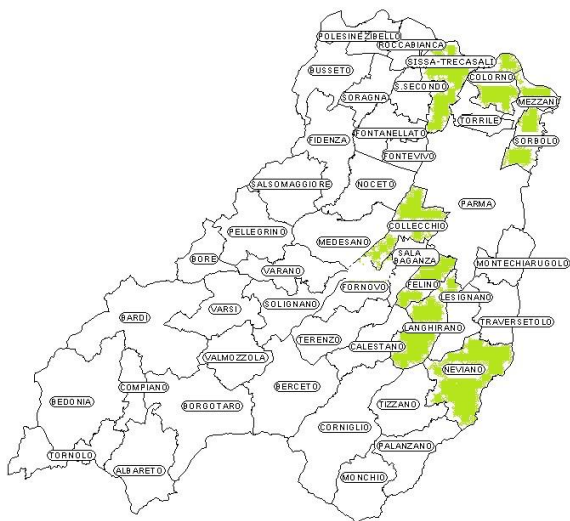 POLESINE ZIBELLO
ROCCABIANCA
SISSA-TRECASALI
BUSSETO
COLORNO
S.SECONDO
SORAGNA
MEZZANI
TORRILE
FONTANELLATO
FIDENZA
SORBOLO
FONTEVIVO
SALSOMAGGIORE
NOCETO
PARMA
COLLECCHIO
PELLEGRINO
MEDESANO
SALA
BAGANZA
BORE
MONTECHIARUGOLO
VARANO
FORNOVO
FELINO
LESIGNANO
SOLIGNANO
VARSI
BARDI
LANGHIRANO
TRAVERSETOLO
TERENZO
CALESTANO
VALMOZZOLA
NEVIANO
COMPIANO
BERCETO
BEDONIA
BORGOTARO
TIZZANO
CORNIGLIO
PALANZANO
TORNOLO
ALBARETO
MONCHIO